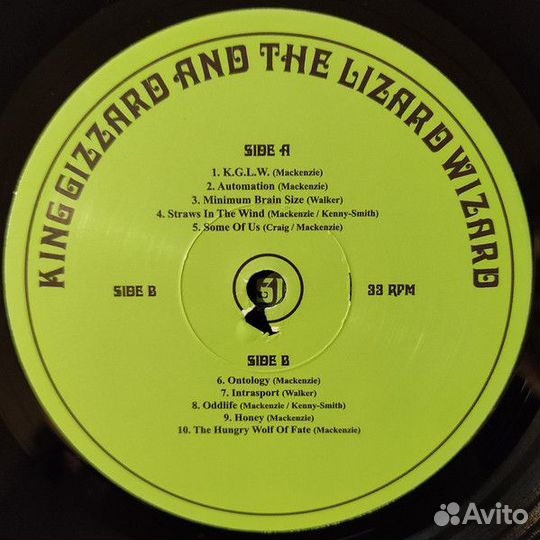 KING GIZZARD AND THE LIZARD WIZARD
SIDE A
1. K.G.L.W. (Mackenzie)
2. Automation (Mackenzie)
3. Minimum Brain Size (Walker)
4. Straws In The Wind (Mackenzie / Kenny-Smith)
5. Some Of Us (Craig / Mackenzie)
SIDE B
33 RPM
SIDE B
6. Ontology (Mackenzie)
7. Intrasport (Walker)
8. Oddlife (Mackenzie / Kenny-Smith)
9. Honey (Mackenzie)
10. The Hungry Wolf Of Fate (Mackenzie)
Avito